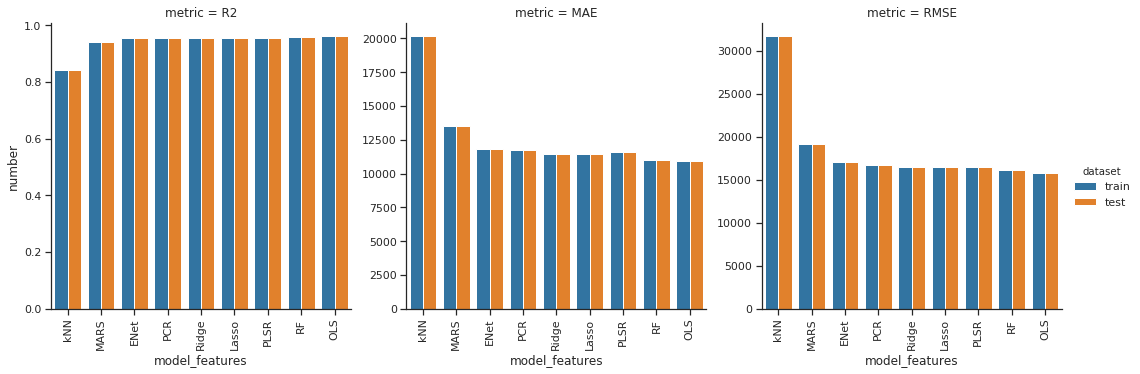 metric = R2
number
1.0
0.8
0.6
0.4
0.2
0.0
kNN
MARS
ENet
PCR
Ridge
Lasso
PLSR
RF
OLS
model_features
metric = MAE
20000
17500
15000
12500
10000
7500
5000
2500
0
kNN
MARS
ENet
PCR
Ridge
Lasso
PLSR
RF
OLS
model_features
metric = RMSE
30000
25000
20000
15000
10000
5000
0
kNN
MARS
ENet
PCR
Ridge
Lasso
PLSR
RF
OLS
model_features
dataset
train
test